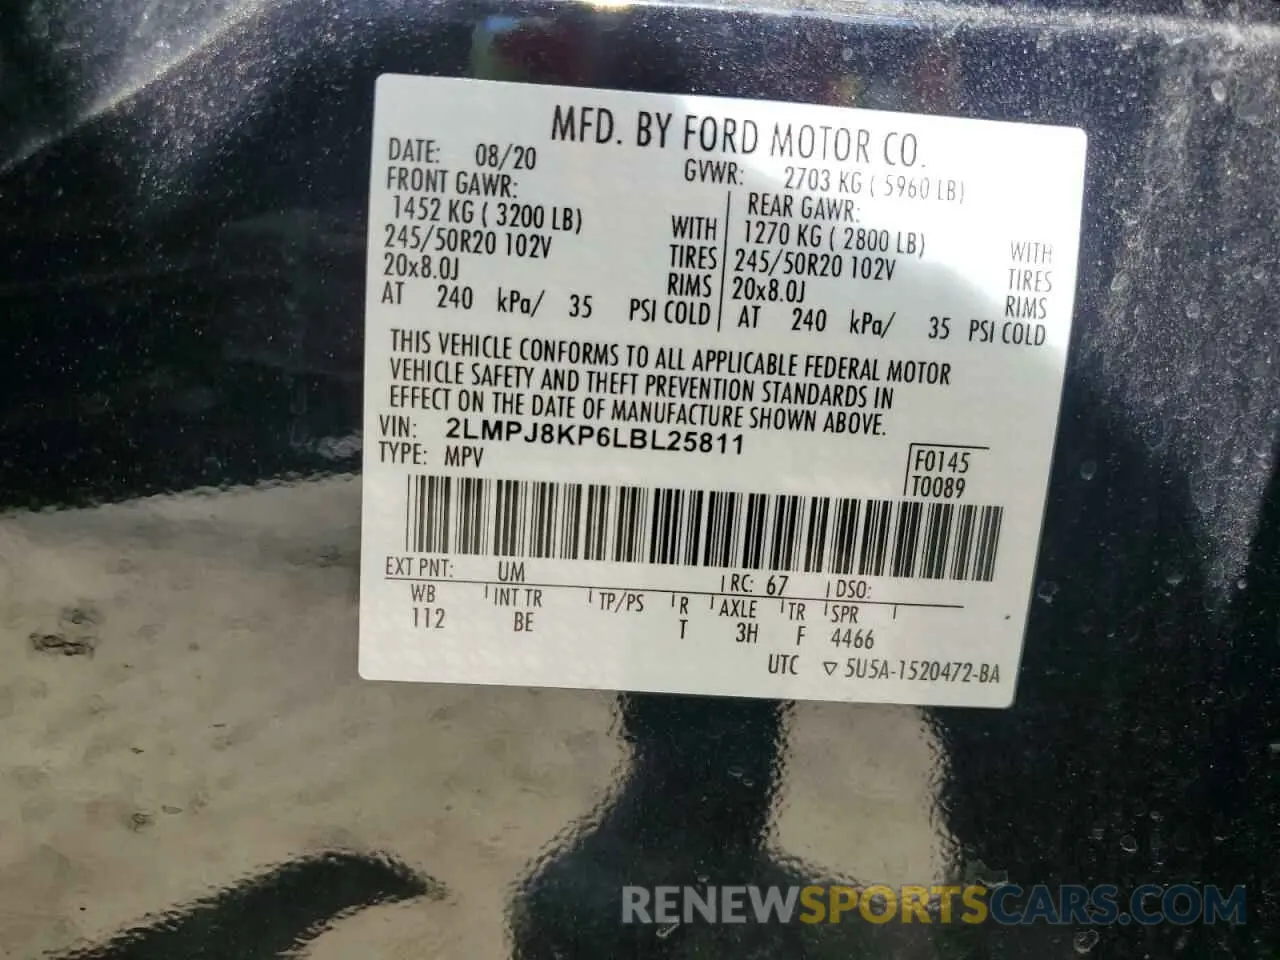 MFD. BY FORD MOTOR CO.
DATE: 08/20 GVWR: 2703 KG ( 5960 LB)
FRONT GAWR: REAR GAWR:
1452 KG ( 3200 LB) WITH 1270 KG ( 2800 LB) WITH
245/50R20 102V TIRES 245/50R20 102V TIRES
20x8.0J RIMS 20x8.0J RIMS
AT 240 kPa/ 35 PSI COLD AT 240 kPa/ 35 PSI COLD
THIS VEHICLE CONFORMS TO ALL APPLICABLE FEDERAL MOTOR
VEHICLE SAFETY AND THEFT PREVENTION STANDARDS IN
EFFECT ON THE DATE OF MANUFACTURE SHOWN ABOVE.
VIN: 2LMPJ8KP6LBL25811
TYPE: MPV
F0145
T0089
EXT PNT: UM RC: 67 DSO:
WB INT TR TP/PS R AXLE TR SPR
112 BE T 3H F 4466
UTC ▽ 5U5A-1520472-BA
RENEWSPORTSCARS.COM